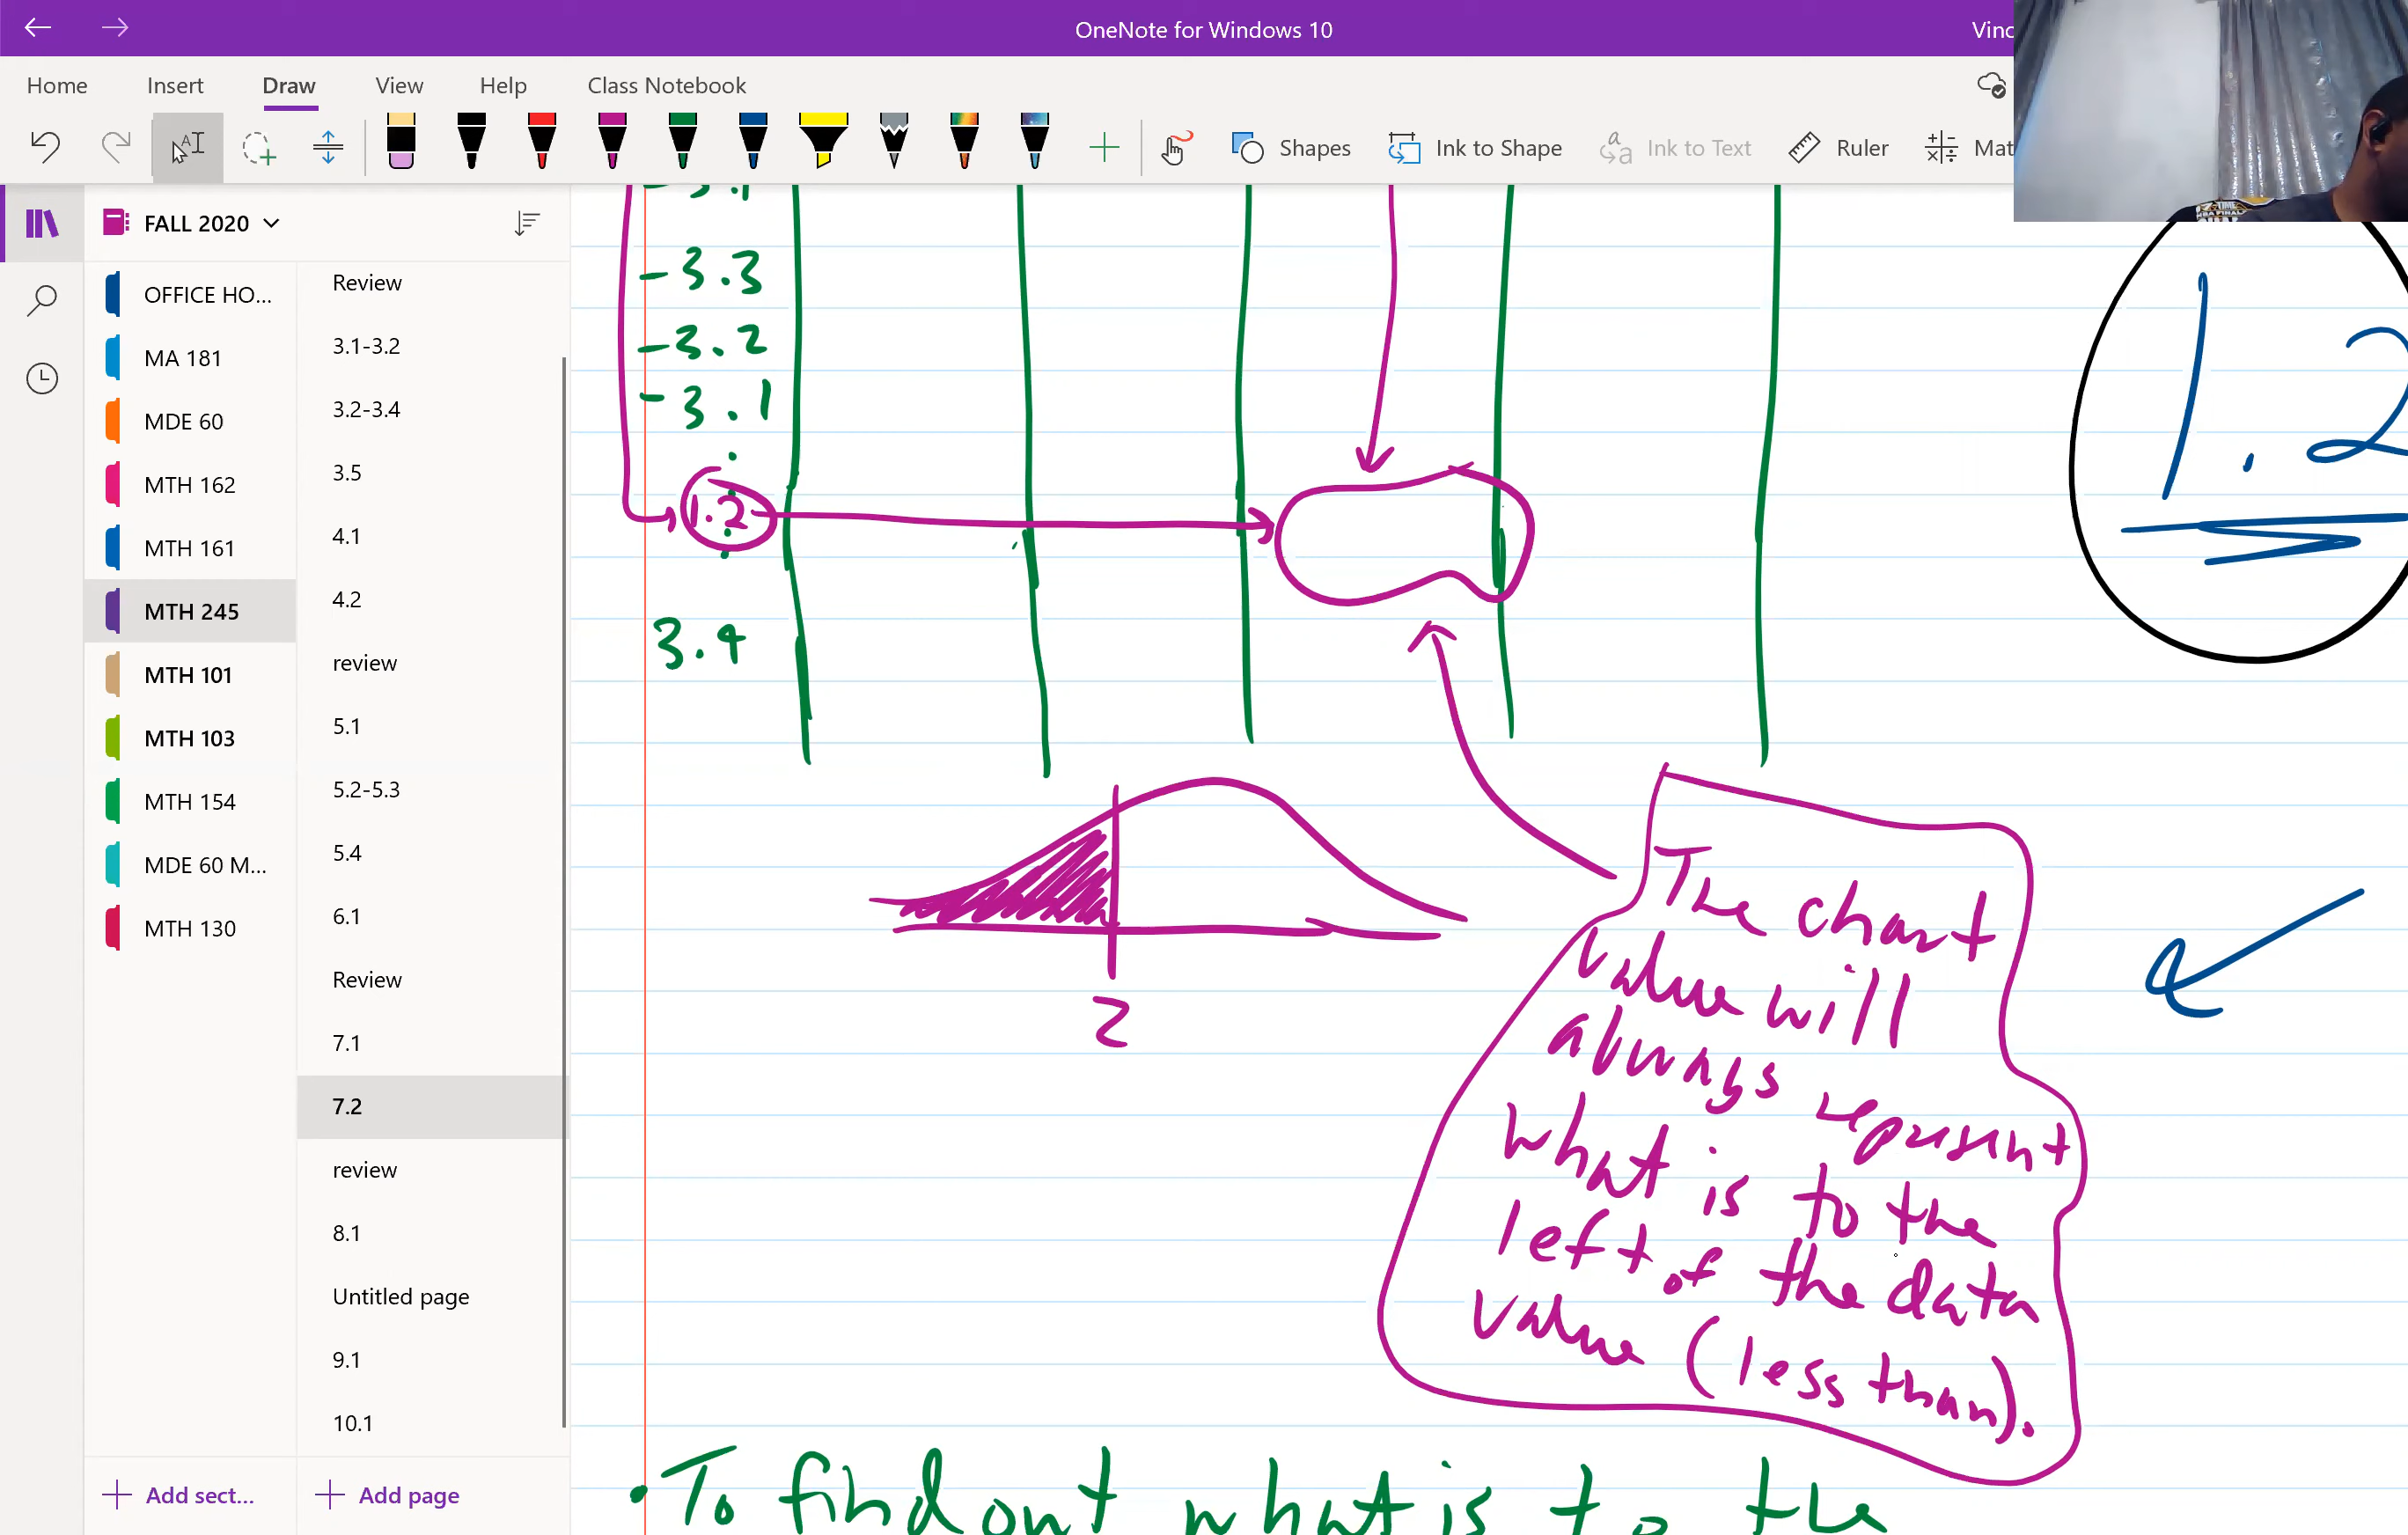 OneNote for Windows 10
Vinc
Home Insert Draw View Help Class Notebook
Shapes Ink to Shape Ink to Text Ruler Mat
FALL 2020
OFFICE HO...
MA 181
MDE 60
MTH 162
MTH 161
MTH 245
MTH 101
MTH 103
MTH 154
MDE 60 M...
MTH 130
Add sect...
Review
3.1-3.2
3.2-3.4
3.5
4.1
4.2
review
5.1
5.2-5.3
5.4
6.1
Review
7.1
7.2
review
8.1
Untitled page
9.1
10.1
Add page
-3.3
-3.2
-3.1
1.2
3.4
1.2
z
The chart
value will
always represent
what is to the
left of the data
value (less than).
• To find out what is to the